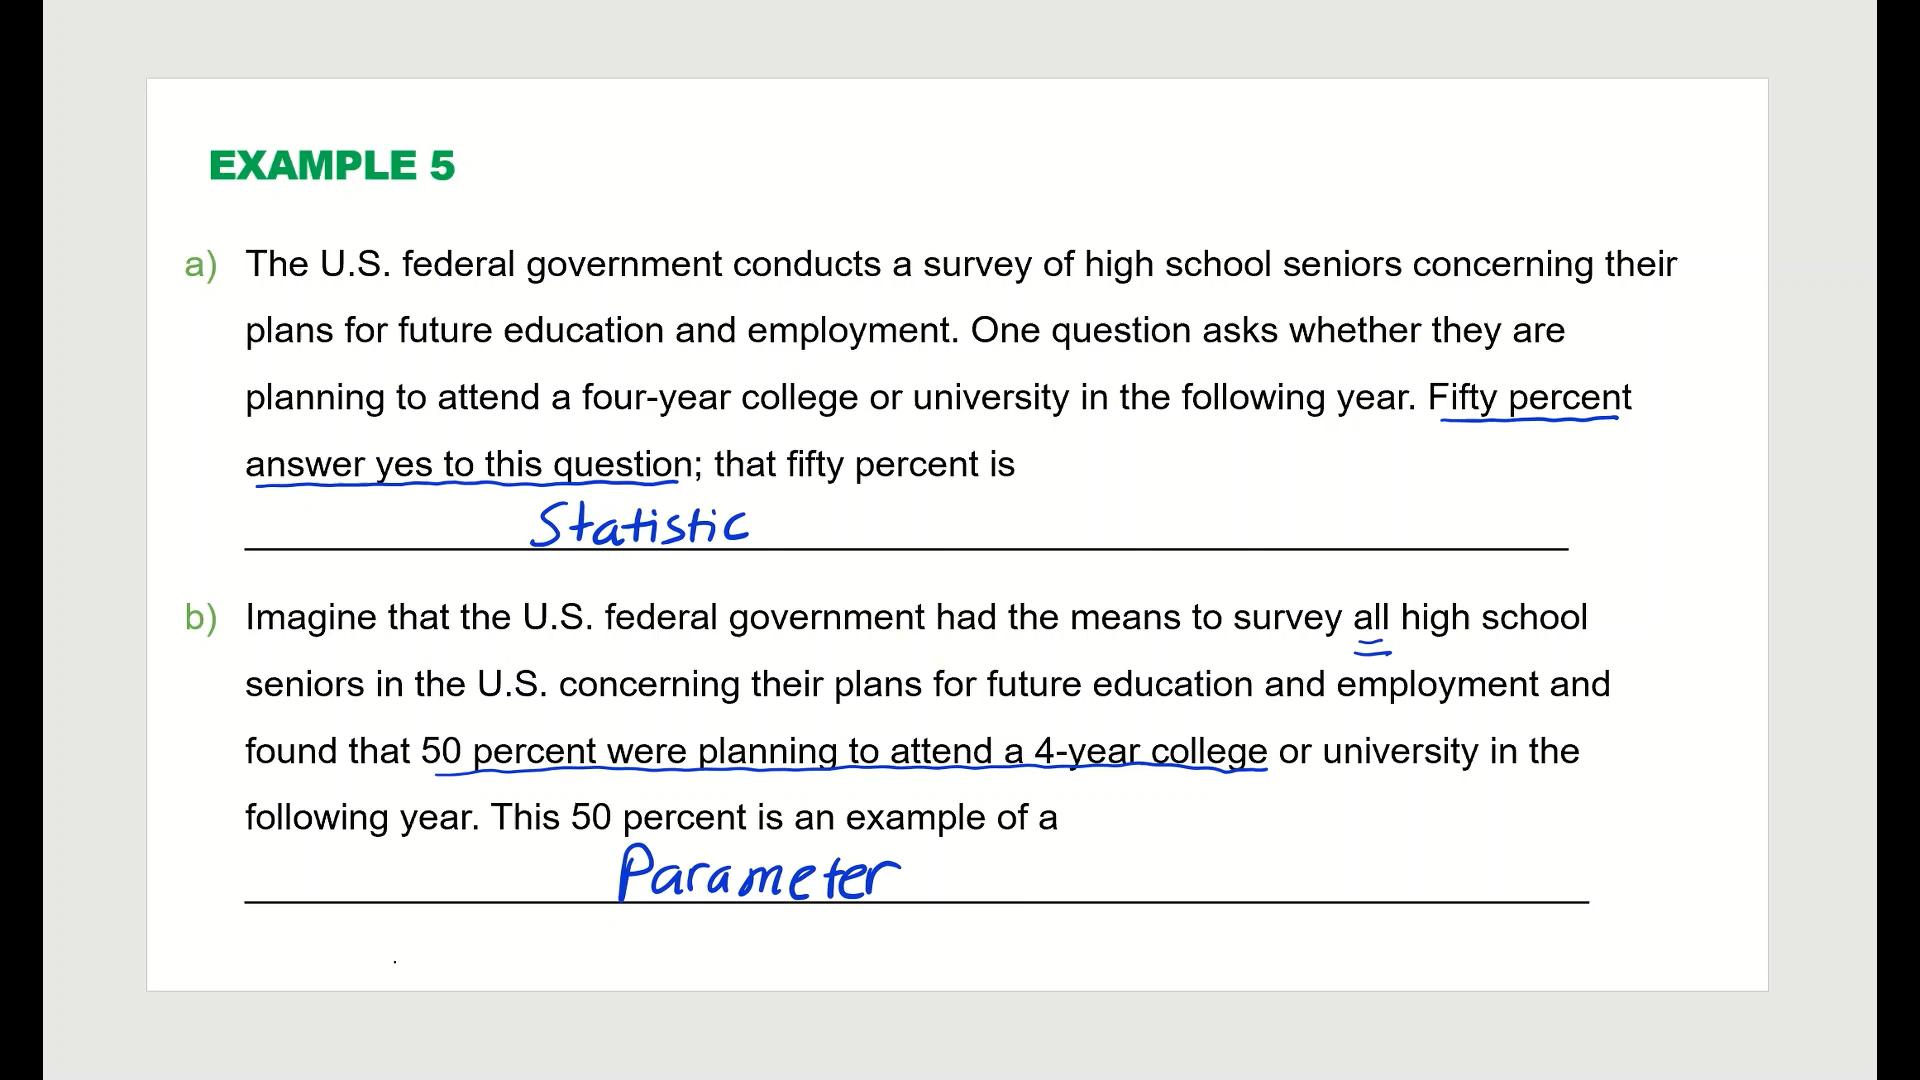 EXAMPLE 5
a) The U.S. federal government conducts a survey of high school seniors concerning their
plans for future education and employment. One question asks whether they are
planning to attend a four-year college or university in the following year. Fifty percent
answer yes to this question; that fifty percent is
Statistic
b) Imagine that the U.S. federal government had the means to survey all high school
seniors in the U.S. concerning their plans for future education and employment and
found that 50 percent were planning to attend a 4-year college or university in the
following year. This 50 percent is an example of a
Parameter